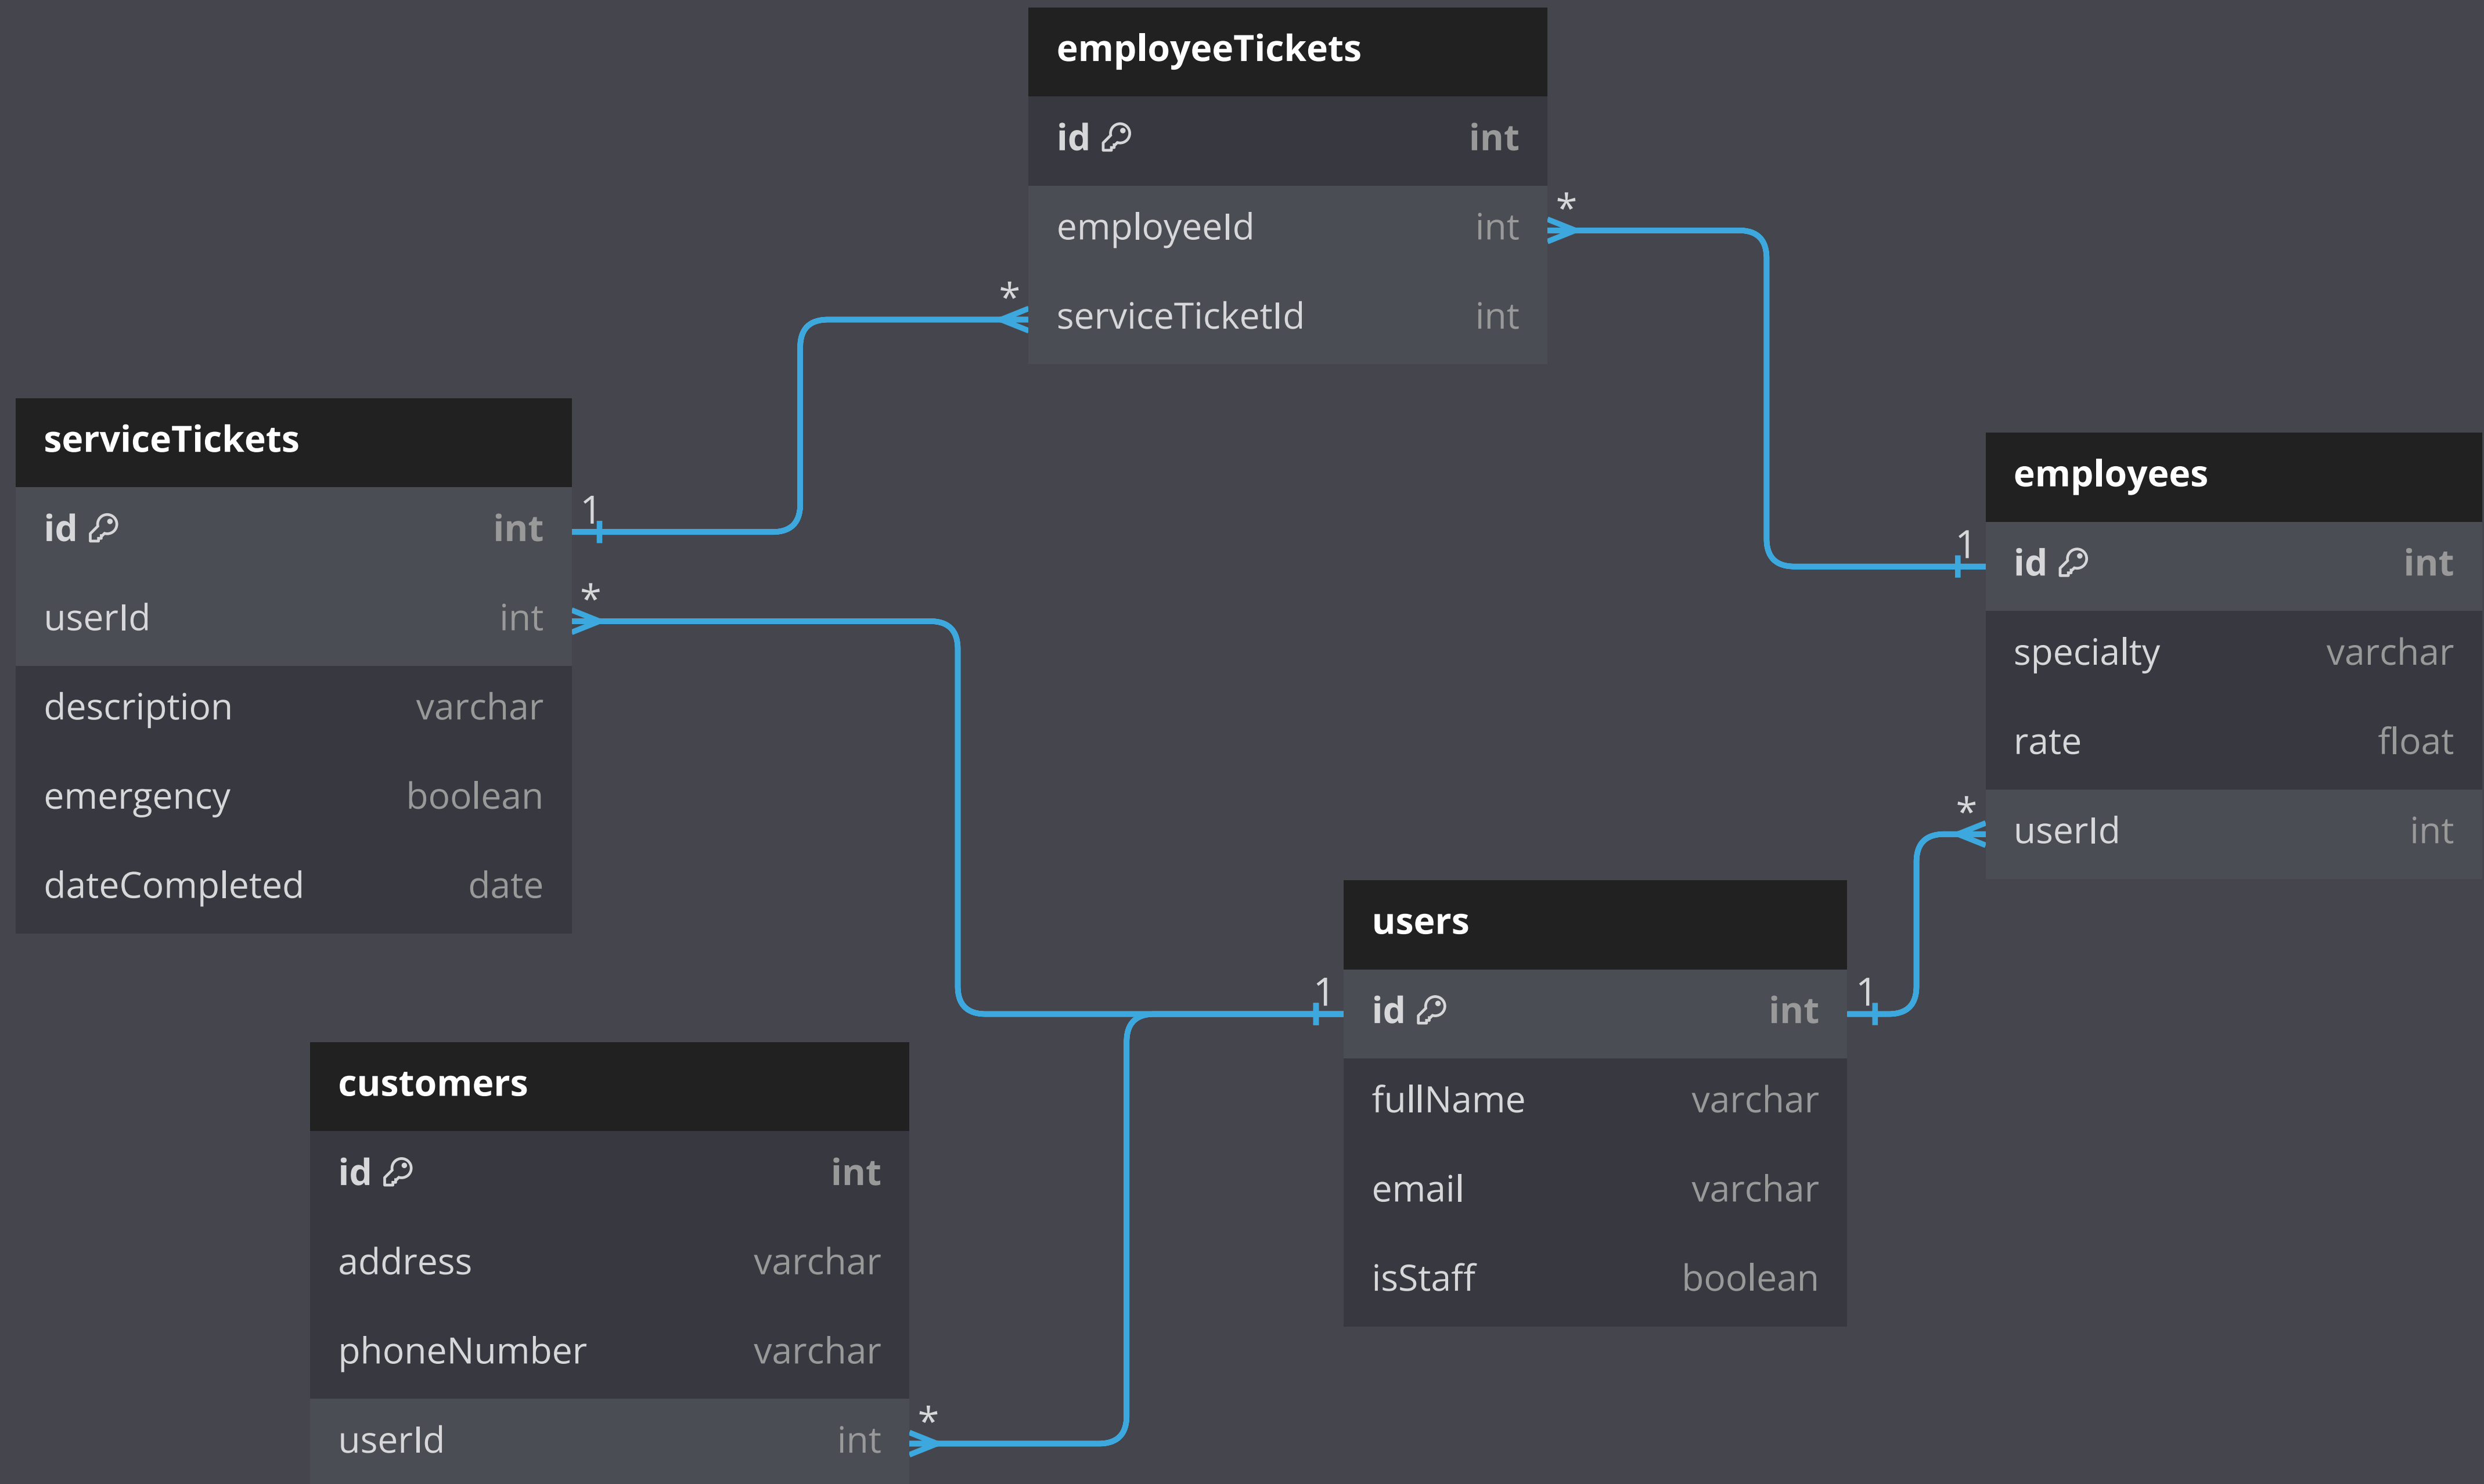 employeeTickets
id int
employeeId int
serviceTicketId int
*
*
serviceTickets
id int
userId int
description varchar
emergency boolean
dateCompleted date
1
*
employees
id int
specialty varchar
rate float
userId int
1
*
users
id int
fullName varchar
email varchar
isStaff boolean
1
1
customers
id int
address varchar
phoneNumber varchar
userId int
*